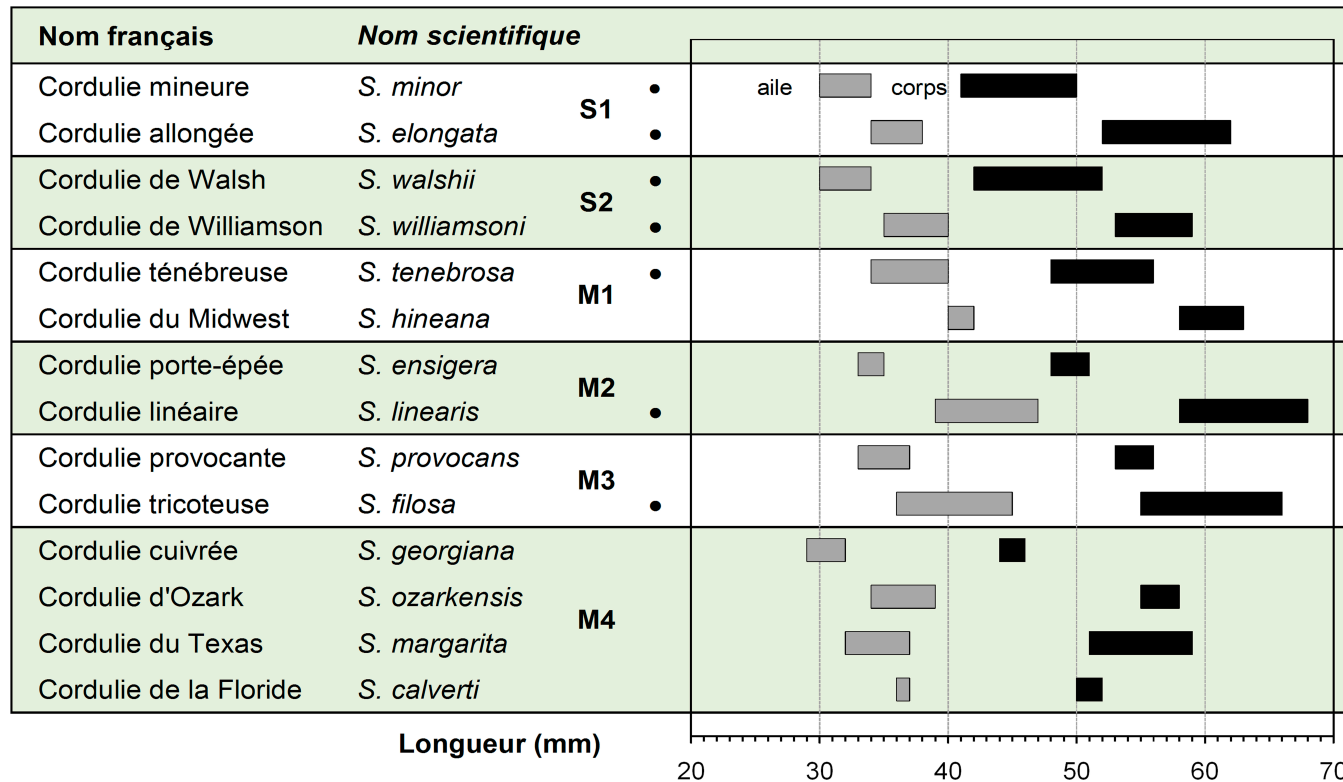 Nom français Nom scientifique
Cordulie mineure S. minor • aile corps
S1
Cordulie allongée S. elongata •
Cordulie de Walsh S. walshii •
S2
Cordulie de Williamson S. williamsoni •
Cordulie ténébreuse S. tenebrosa •
M1
Cordulie du Midwest S. hineana
Cordulie porte-épée S. ensigera
M2
Cordulie linéaire S. linearis •
Cordulie provocante S. provocans
M3
Cordulie tricoteuse S. filosa •
Cordulie cuivrée S. georgiana
Cordulie d'Ozark S. ozarkensis
M4
Cordulie du Texas S. margarita
Cordulie de la Floride S. calverti
Longueur (mm)
20 30 40 50 60 70